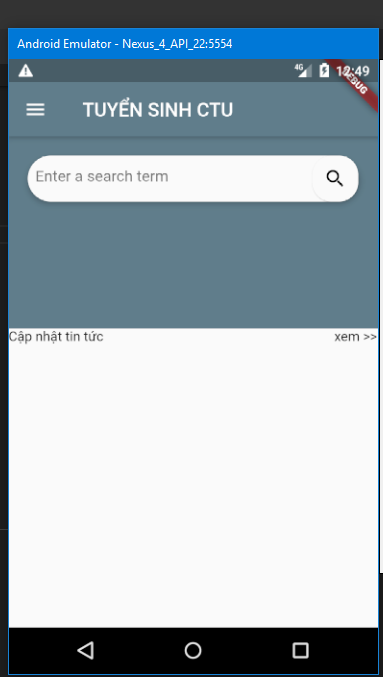 Android Emulator - Nexus_4_API_22:5554
4G 12:49
DEBUG
TUYỂN SINH CTU
Enter a search term
Cập nhật tin tức xem >>